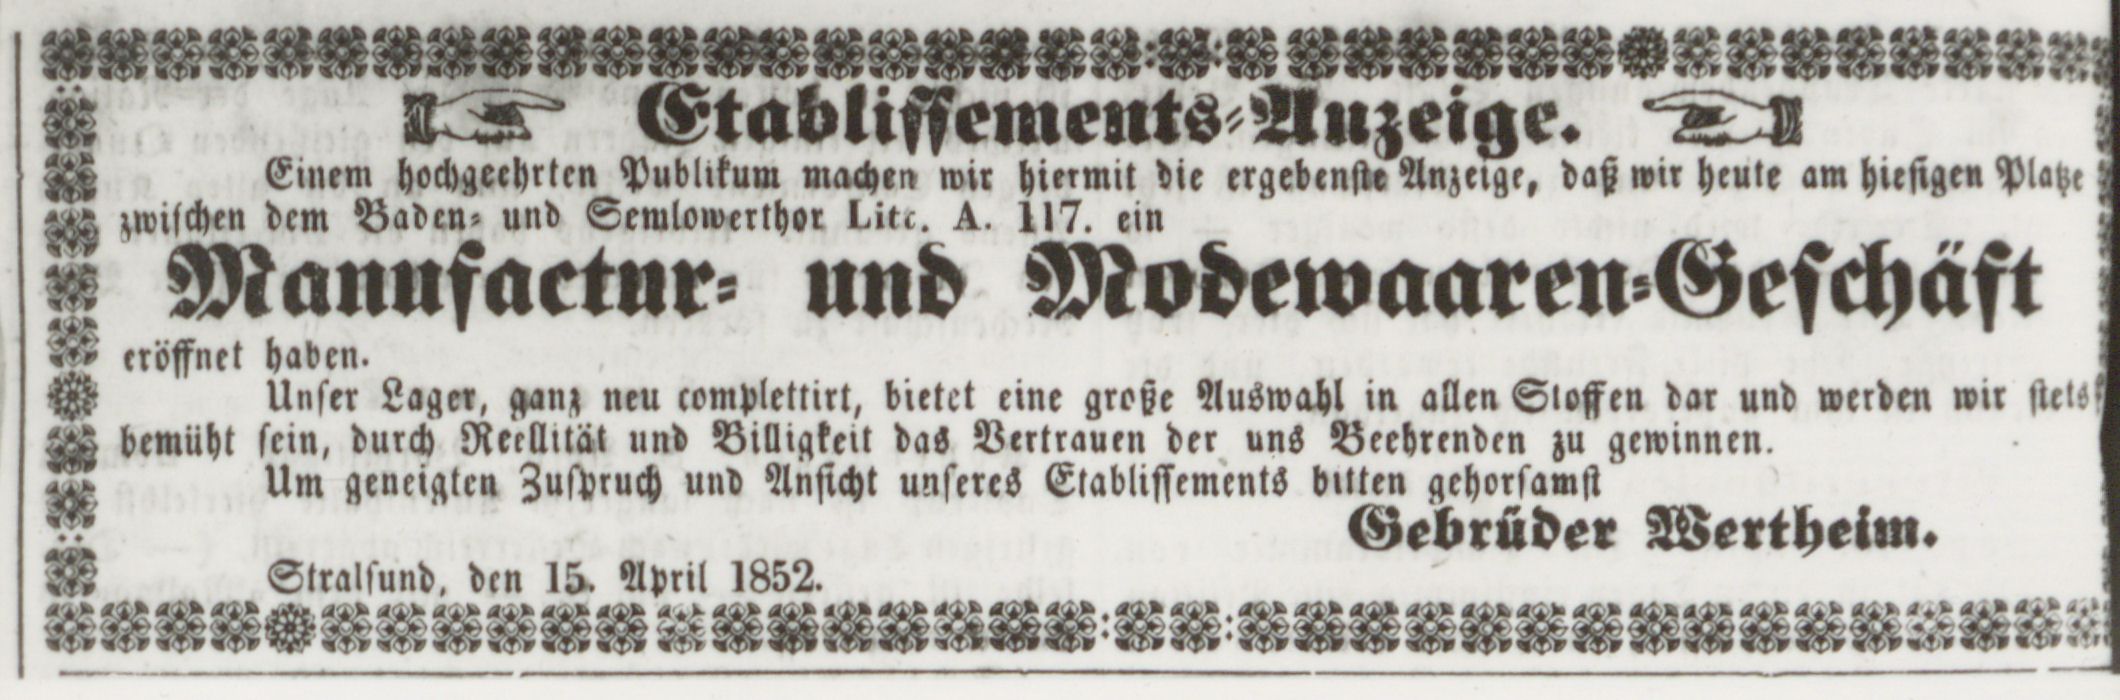 Etablissements-Anzeige.
Einem hochgeehrten Publikum machen wir hiermit die ergebenste Anzeige, daß wir heute am hiesigen Platze
zwischen dem Baden- und Semlowerthor Litt. A. 117. ein
Manufactur- und Modewaaren-Geschäft
eröffnet haben.
Unser Lager, ganz neu complettirt, bietet eine große Auswahl in allen Stoffen dar und werden wir stets
bemüht sein, durch Reellität und Billigkeit das Vertrauen der uns Beehrenden zu gewinnen.
Um geneigten Zuspruch und Ansicht unseres Etablissements bitten gehorsamst
Gebrüder Wertheim.
Stralsund, den 15. April 1852.